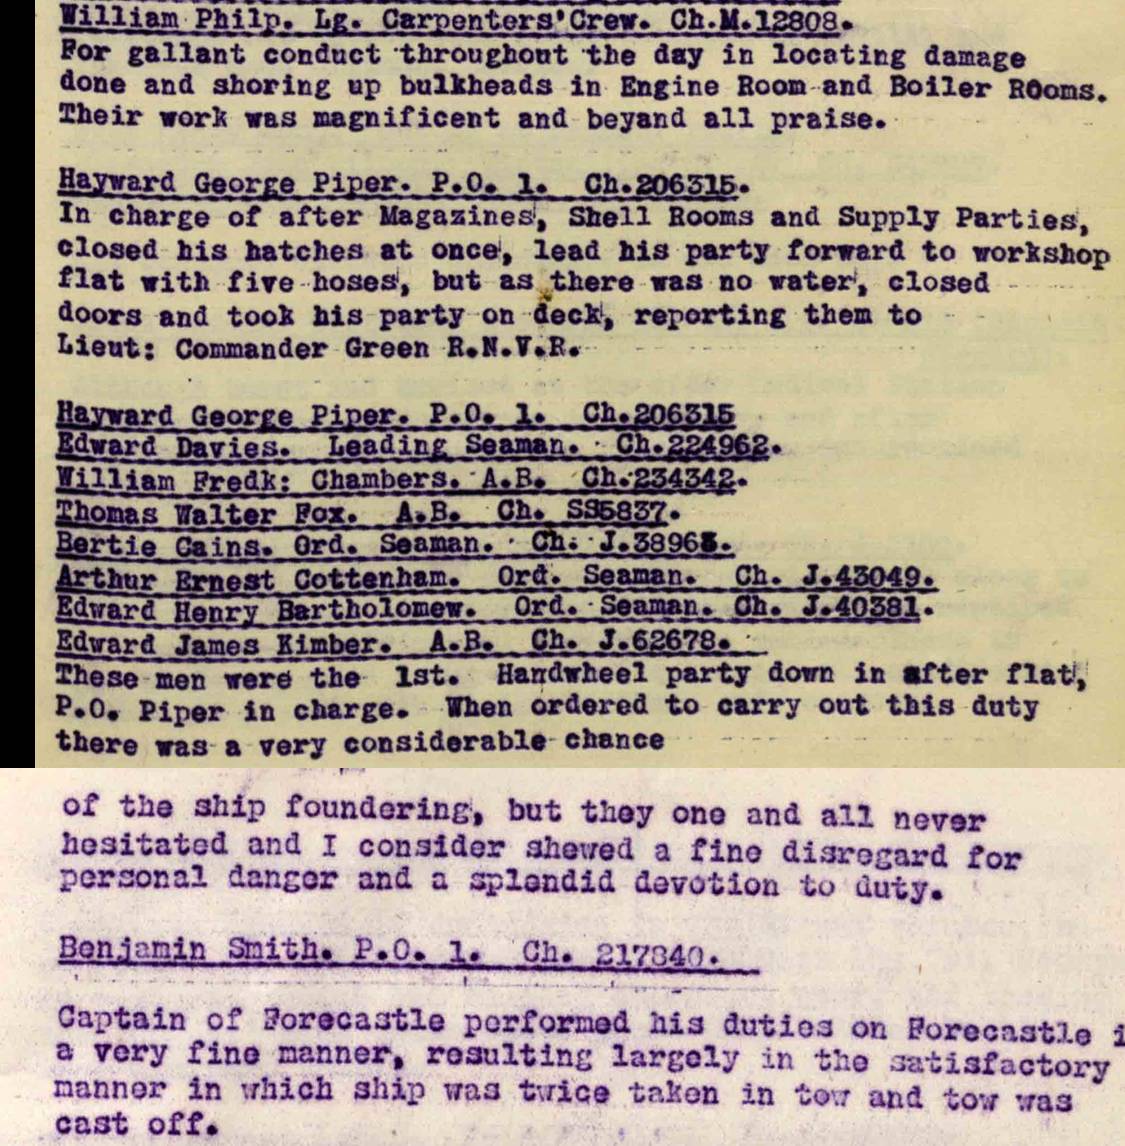 William Philp. Lg. Carpenters'Crew. Ch.M.12808.
For gallant conduct throughout the day in locating damage
done and shoring up bulkheads in Engine Room and Boiler ROoms.
Their work was magnificent and beyand all praise.
Hayward George Piper. P.O. 1. Ch.206315.
In charge of after Magazines, Shell Rooms and Supply Parties,
closed his hatches at once, lead his party forward to workshop
flat with five hoses, but as there was no water, closed
doors and took his party on deck, reporting them to
Lieut: Commander Green R.N.V.R.
Hayward George Piper. P.O. 1. Ch.206315
Edward Davies. Leading Seaman. Ch.224962.
William Fredk: Chambers. A.B. Ch.234342.
Thomas Walter Fox. A.B. Ch. SS5837.
Bertie Cains. Ord. Seaman. Ch. J.38963.
Arthur Ernest Cottenham. Ord. Seaman. Ch. J.43049.
Edward Henry Bartholomew. Ord. Seaman. Ch. J.40381.
Edward James Kimber. A.B. Ch. J.62678.
These men were the 1st. Handwheel party down in after flat,
P.O. Piper in charge. When ordered to carry out this duty
there was a very considerable chance
of the ship foundering, but they one and all never
hesitated and I consider shewed a fine disregard for
personal danger and a splendid devotion to duty.
Benjamin Smith. P.O. 1. Ch. 217840.
Captain of Forecastle performed his duties on Forecastle i
a very fine manner, resulting largely in the satisfactory
manner in which ship was twice taken in tow and tow was
cast off.